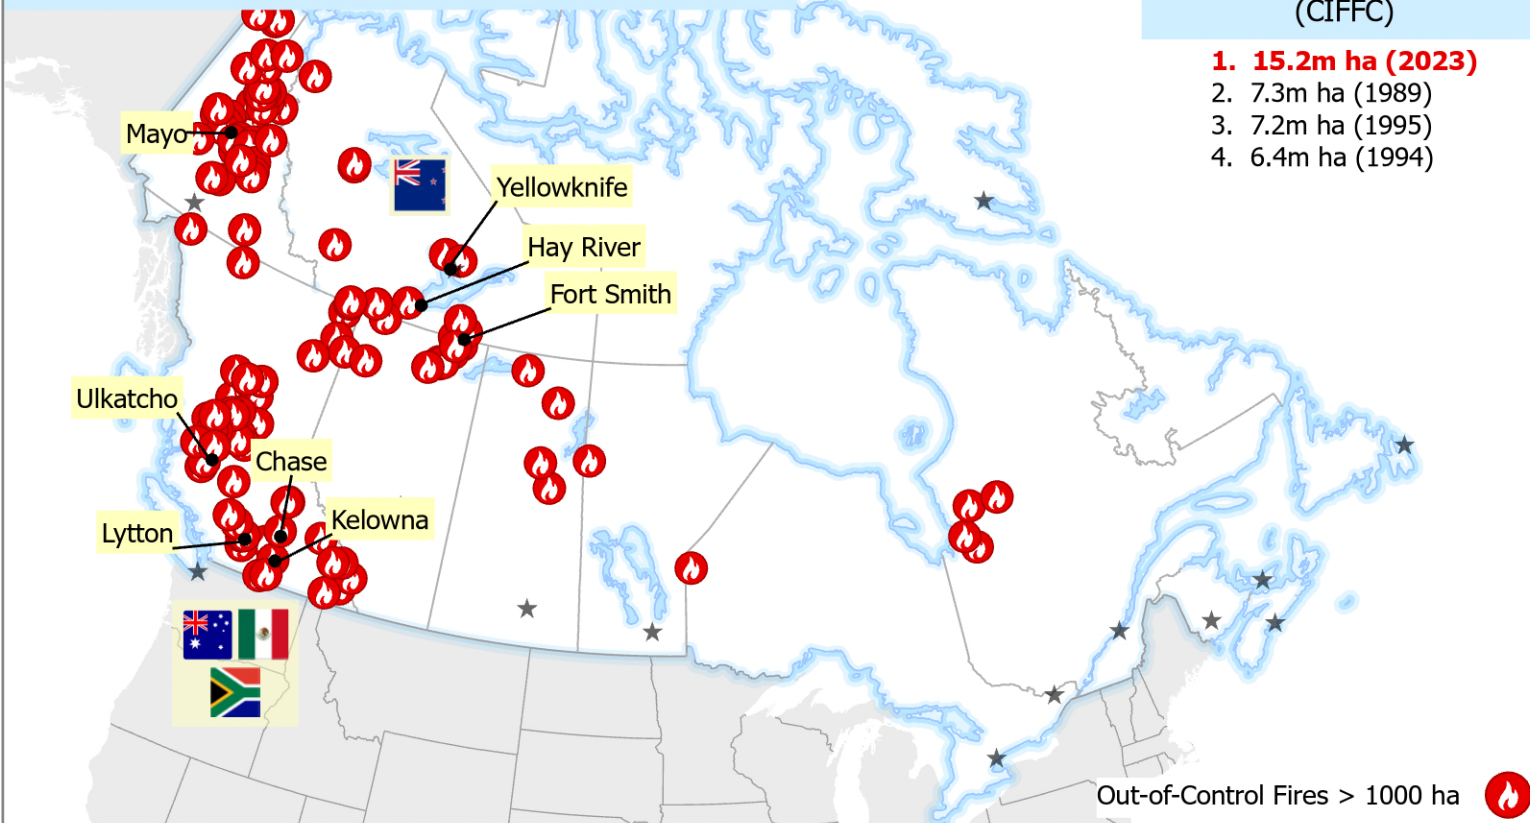 (CIFFC)
1. 15.2m ha (2023)
2. 7.3m ha (1989)
3. 7.2m ha (1995)
4. 6.4m ha (1994)
Mayo
Yellowknife
Hay River
Fort Smith
Ulkatcho
Chase
Kelowna
Lytton
Out-of-Control Fires > 1000 ha